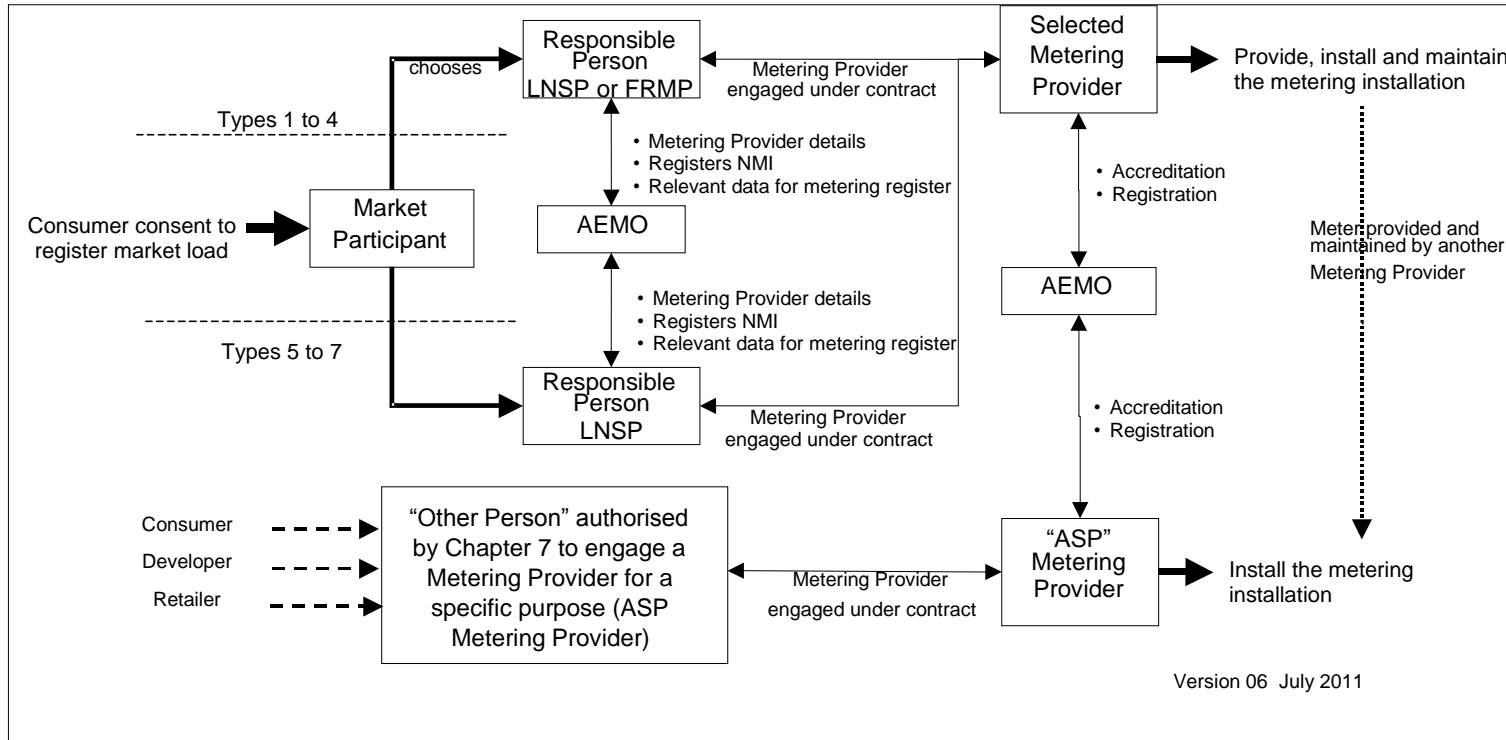 Responsible
Person
LNSP or FRMP
chooses
Metering Provider
engaged under contract
Selected
Metering
Provider
Provide, install and maintain
the metering installation
Types 1 to 4
• Metering Provider details
• Registers NMI
• Relevant data for metering register
• Accreditation
• Registration
Consumer consent to
register market load
Market
Participant
AEMO
Meter provided and
maintained by another
Metering Provider
AEMO
• Metering Provider details
• Registers NMI
• Relevant data for metering register
Types 5 to 7
Responsible
Person
LNSP
Metering Provider
engaged under contract
• Accreditation
• Registration
Consumer
Developer
Retailer
“Other Person” authorised
by Chapter 7 to engage a
Metering Provider for a
specific purpose (ASP
Metering Provider)
Metering Provider
engaged under contract
“ASP”
Metering
Provider
Install the metering
installation
Version 06 July 2011